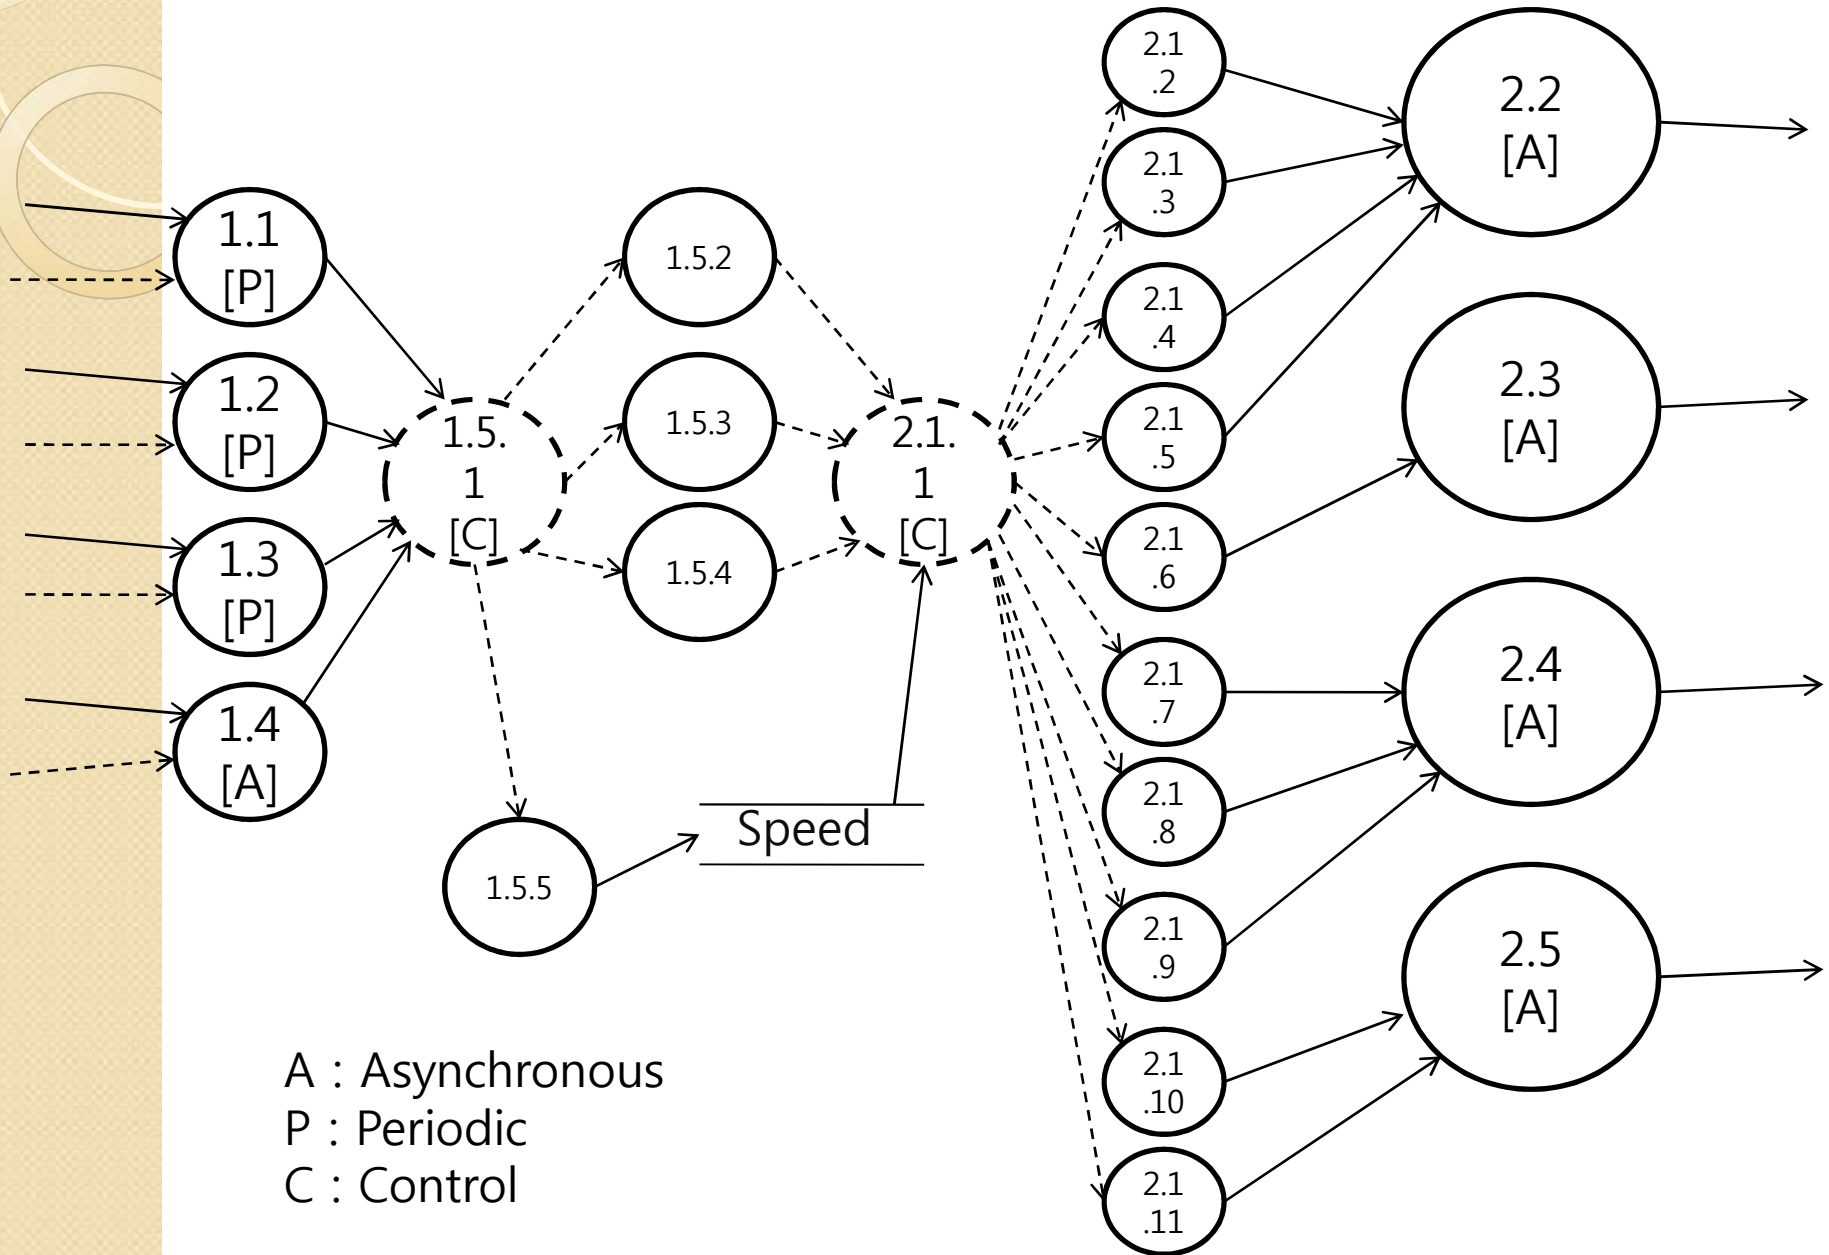 1.1
[P]
1.2
[P]
1.3
[P]
1.4
[A]
1.5.
1
[C]
1.5.2
1.5.3
1.5.4
1.5.5
Speed
2.1.
1
[C]
2.1
.2
2.1
.3
2.1
.4
2.1
.5
2.1
.6
2.1
.7
2.1
.8
2.1
.9
2.1
.10
2.1
.11
2.2
[A]
2.3
[A]
2.4
[A]
2.5
[A]
A : Asynchronous
P : Periodic
C : Control